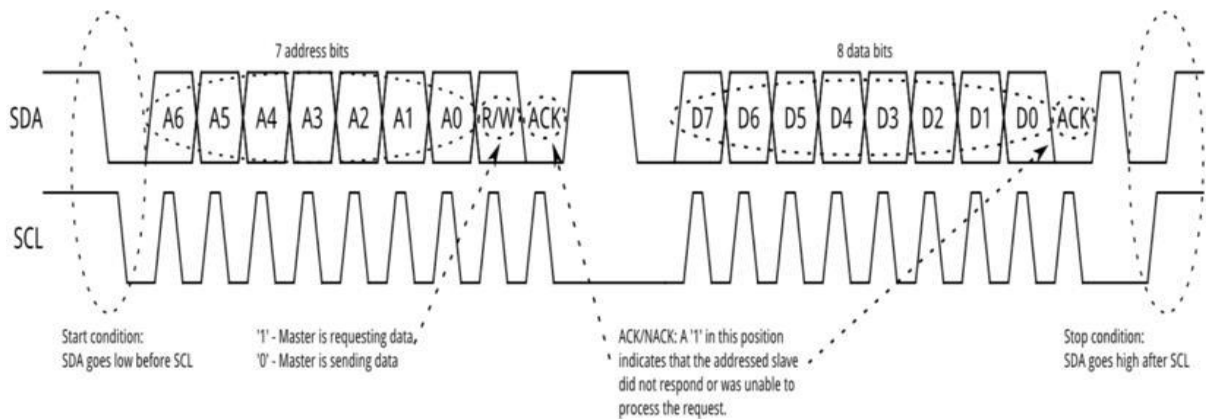 7 address bits
8 data bits
SDA A6 A5 A4 A3 A2 A1 A0 R/W ACK D7 D6 D5 D4 D3 D2 D1 D0 ACK
SCL
Start condition:
SDA goes low before SCL
'1' - Master is requesting data,
'0' - Master is sending data
ACK/NACK: A '1' in this position
indicates that the addressed slave
did not respond or was unable to
process the request.
Stop condition:
SDA goes high after SCL